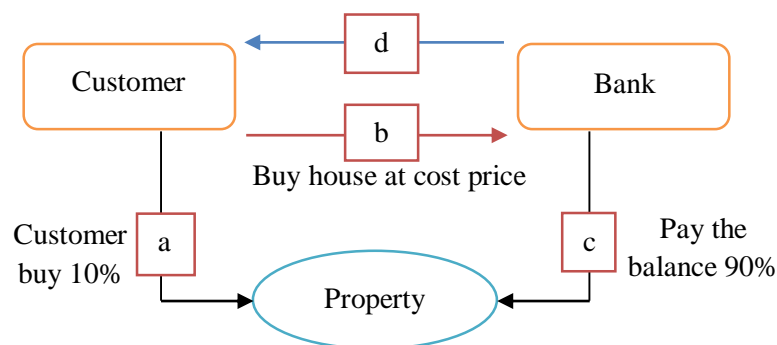 d
Customer
Bank
b
Buy house at cost price
Customer
buy 10%
a
c
Pay the
balance 90%
Property